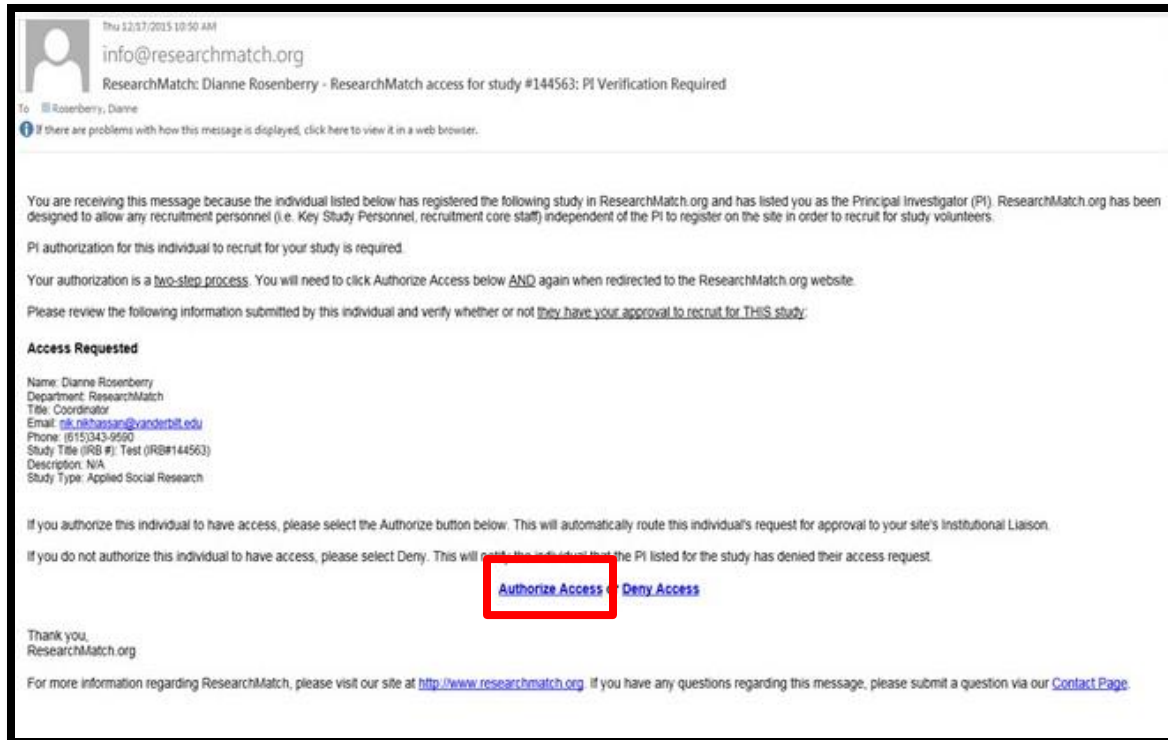 Thu 12/17/2015 10:50 AM
info@researchmatch.org
ResearchMatch: Dianne Rosenberry - ResearchMatch access for study #144563: PI Verification Required
To Rosenberry, Dianne
If there are problems with how this message is displayed, click here to view it in a web browser.
You are receiving this message because the individual listed below has registered the following study in ResearchMatch.org and has listed you as the Principal Investigator (PI). ResearchMatch.org has been
designed to allow any recruitment personnel (i.e. Key Study Personnel, recruitment core staff) independent of the PI to register on the site in order to recruit for study volunteers.
PI authorization for this individual to recruit for your study is required.
Your authorization is a two-step process. You will need to click Authorize Access below AND again when redirected to the ResearchMatch.org website.
Please review the following information submitted by this individual and verify whether or not they have your approval to recruit for THIS study:
Access Requested
Name: Dianne Rosenberry
Department: ResearchMatch
Title: Coordinator
Email: nik.nikhassan@vanderbilt.edu
Phone: (615)343-9590
Study Title (IRB #): Test (IRB#144563)
Description: N/A
Study Type: Applied Social Research
If you authorize this individual to have access, please select the Authorize button below. This will automatically route this individual's request for approval to your site's Institutional Liaison.
If you do not authorize this individual to have access, please select Deny. This will the PI listed for the study has denied their access request.
Authorize Access Deny Access
Thank you,
ResearchMatch.org
For more information regarding ResearchMatch, please visit our site at http://www.researchmatch.org. If you have any questions regarding this message, please submit a question via our Contact Page.